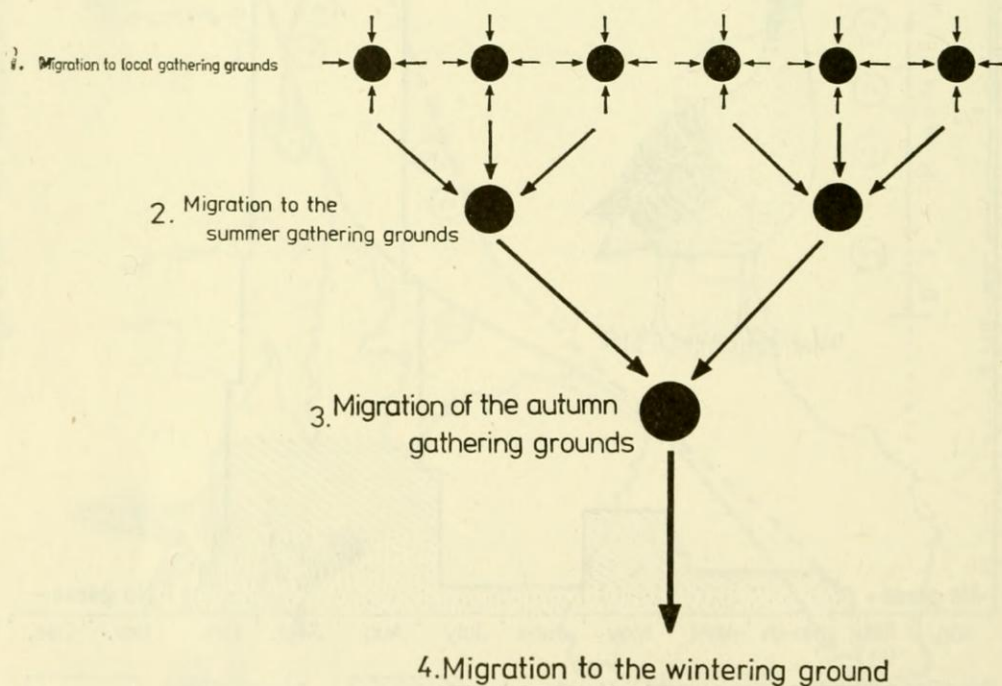 1. Migration to local gathering grounds
2. Migration to the
summer gathering grounds
3. Migration of the autumn
gathering grounds
4. Migration to the wintering ground